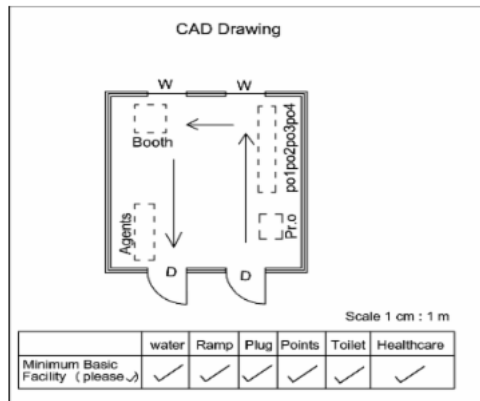 CAD Drawing
W W
Booth
po1po2po3po4
Agents
Pr.o
D D
Scale 1 cm : 1 m
water Ramp Plug Points Toilet Healthcare
Minimum Basic
Facility ( please ✓)
✓ ✓ ✓ ✓ ✓ ✓